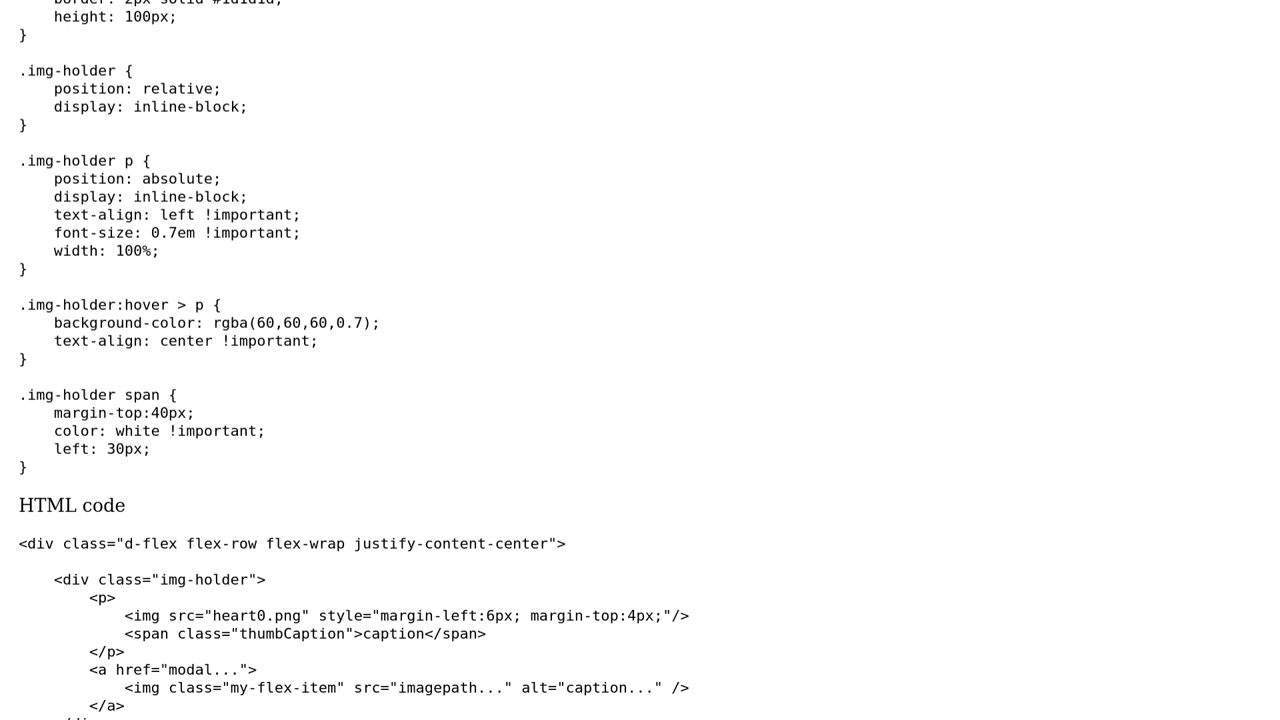 border: 2px solid #1d1d1d;
height: 100px;
}
.img-holder {
position: relative;
display: inline-block;
}
.img-holder p {
position: absolute;
display: inline-block;
text-align: left !important;
font-size: 0.7em !important;
width: 100%;
}
.img-holder:hover > p {
background-color: rgba(60,60,60,0.7);
text-align: center !important;
}
.img-holder span {
margin-top:40px;
color: white !important;
left: 30px;
}
HTML code
<div class="d-flex flex-row flex-wrap justify-content-center">
<div class="img-holder">
<p>
<img src="heart0.png" style="margin-left:6px; margin-top:4px;"/>
<span class="thumbCaption">caption</span>
</p>
<a href="modal...">
<img class="my-flex-item" src="imagepath..." alt="caption..." />
</a>